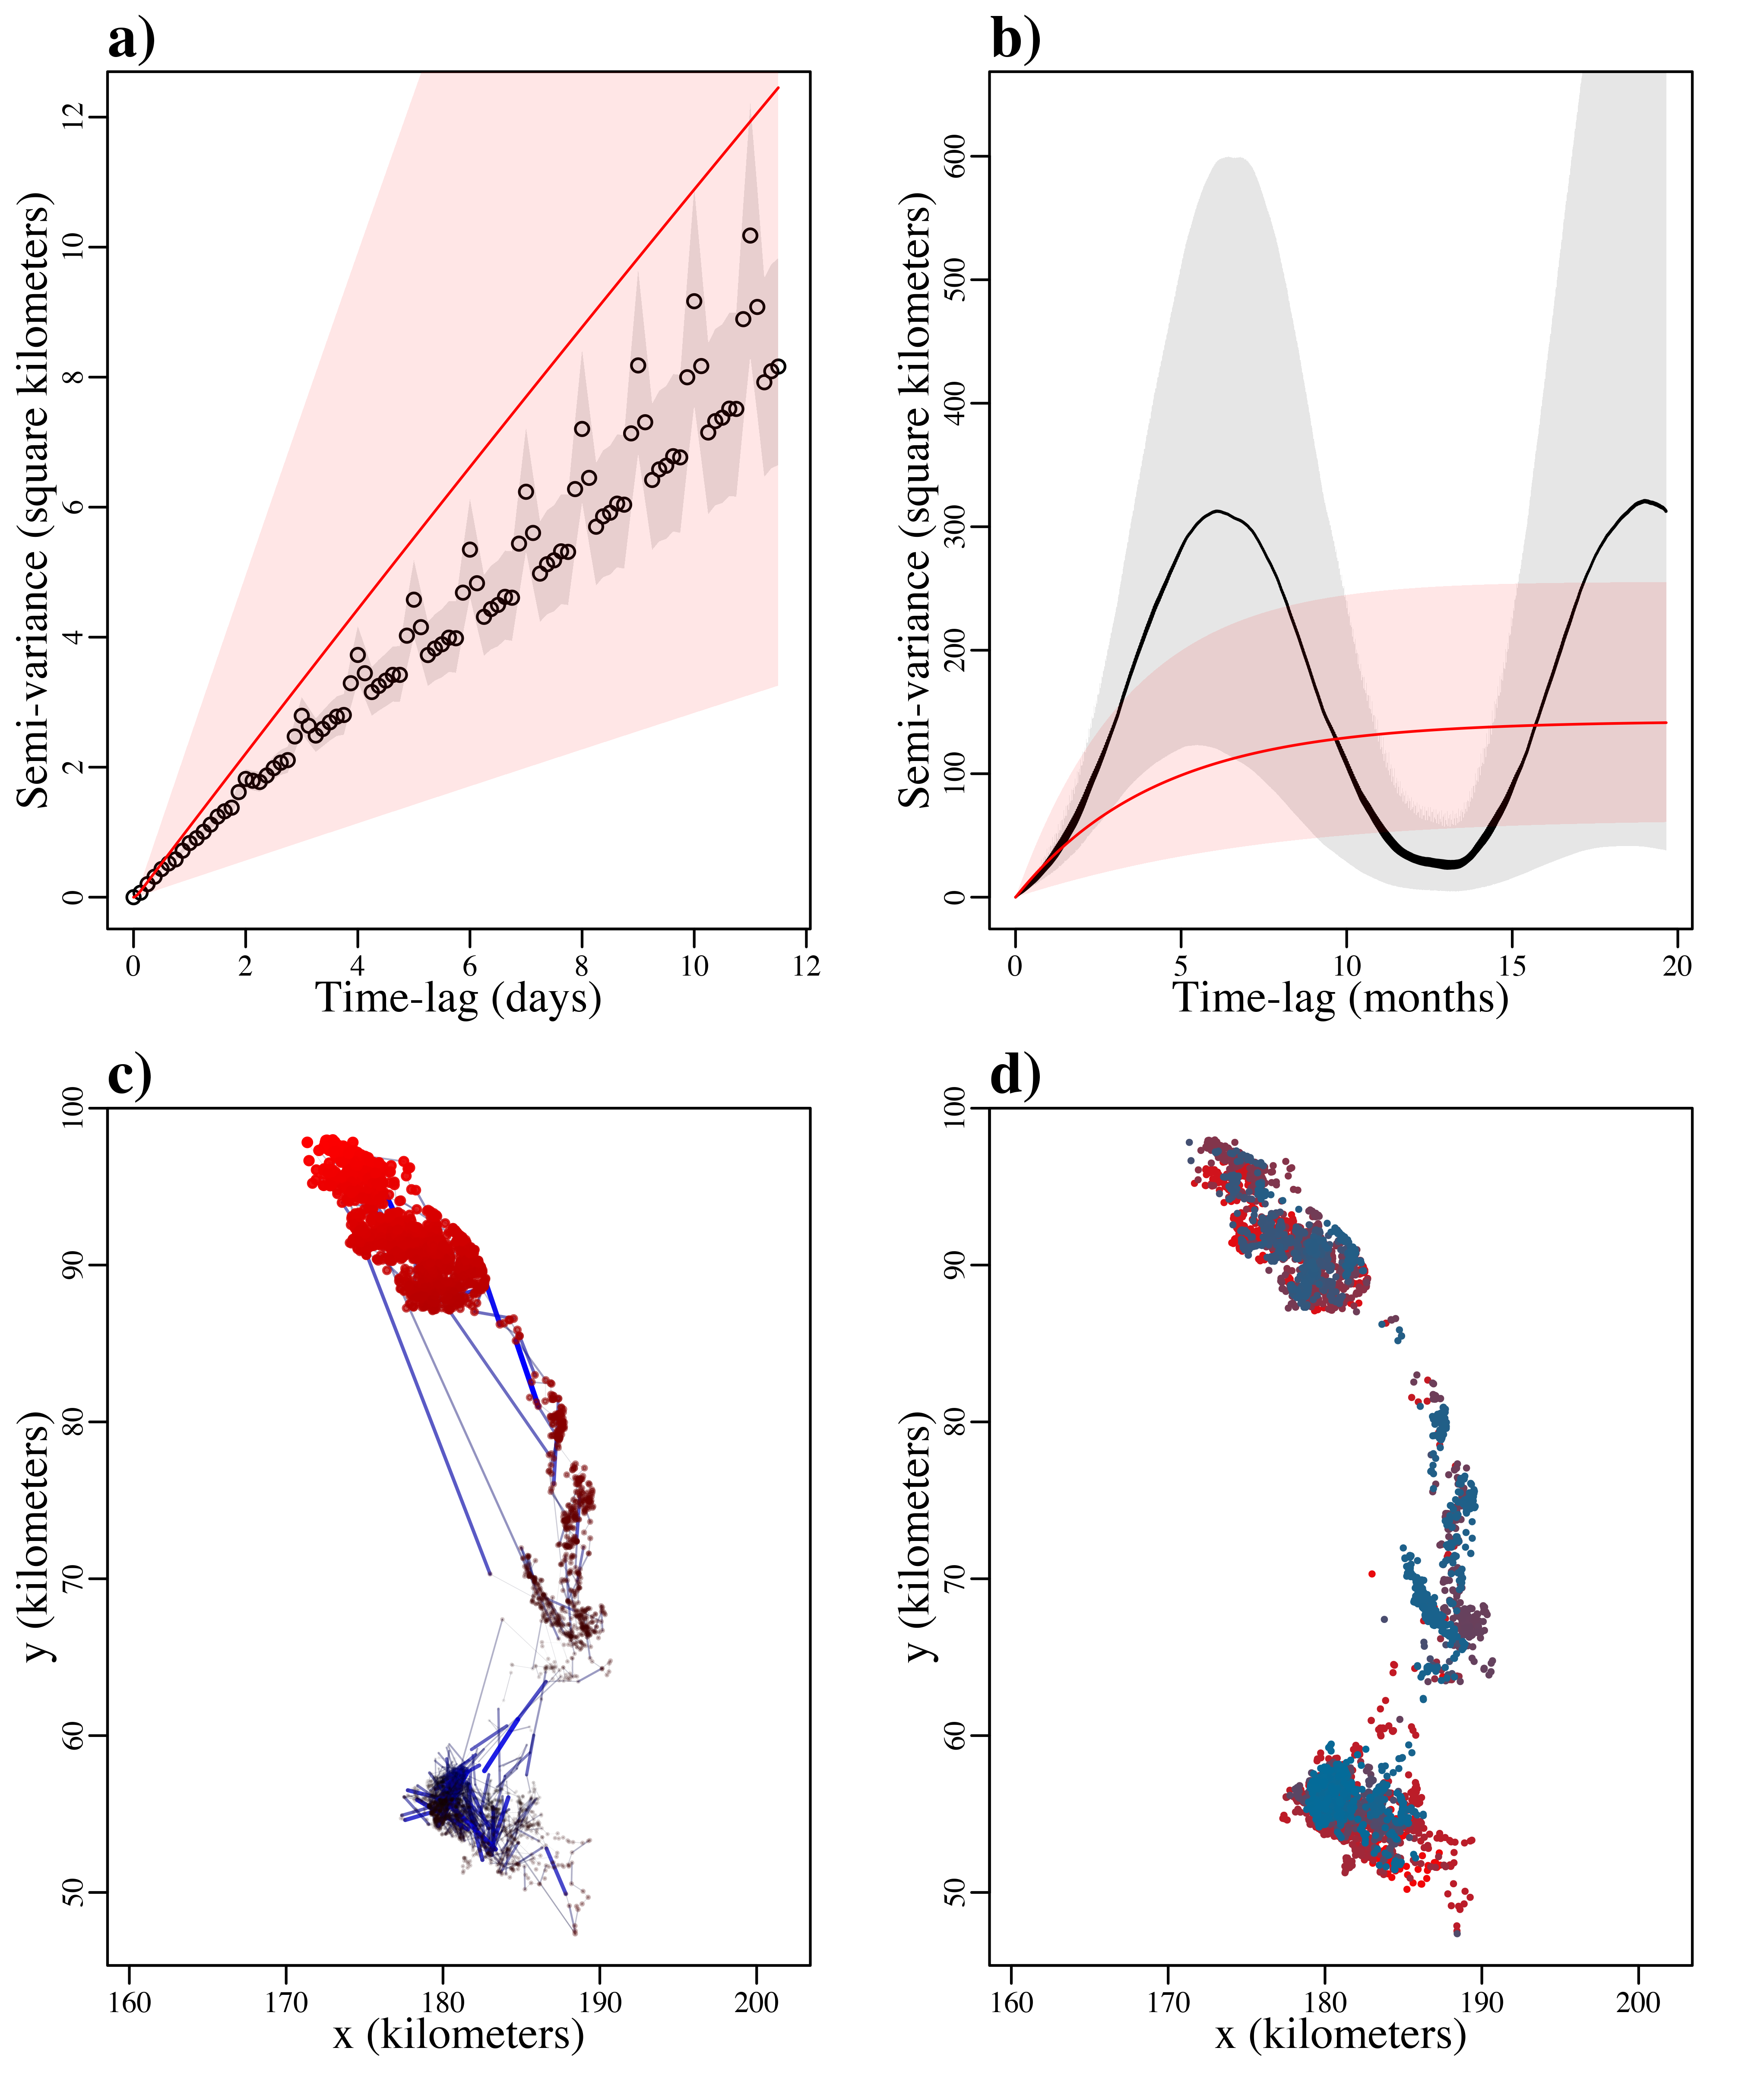 a)
Semi-variance (square kilometers)
0 2 4 6 8 10 12
0 2 4 6 8 10 12
Time-lag (days)
b)
Semi-variance (square kilometers)
0 100 200 300 400 500 600
0 5 10 15 20
Time-lag (months)
c)
y (kilometers)
50 60 70 80 90 100
160 170 180 190 200
x (kilometers)
d)
y (kilometers)
50 60 70 80 90 100
160 170 180 190 200
x (kilometers)